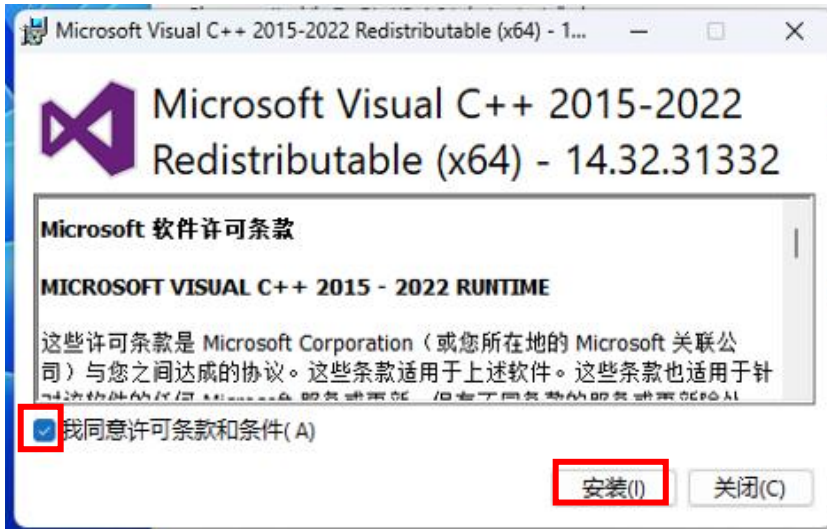 Microsoft Visual C++ 2015-2022 Redistributable (x64) - 1...
Microsoft Visual C++ 2015-2022
Redistributable (x64) - 14.32.31332
Microsoft 软件许可条款
MICROSOFT VISUAL C++ 2015 - 2022 RUNTIME
这些许可条款是 Microsoft Corporation（或您所在地的 Microsoft 关联公
司）与您之间达成的协议。这些条款适用于上述软件。这些条款也适用于针
我同意许可条款和条件(A)
安装(I) 关闭(C)